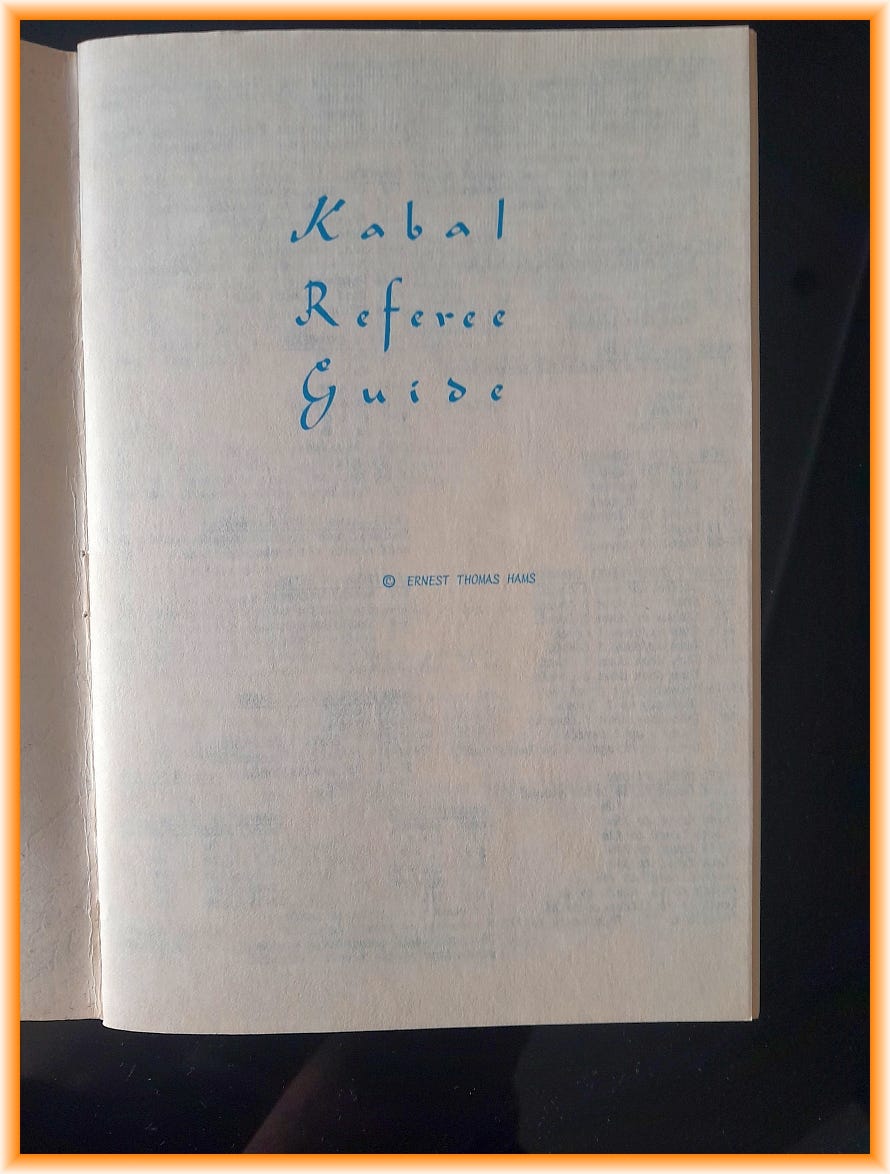 Kabal
Referee
Guide
© ERNEST THOMAS HAMS